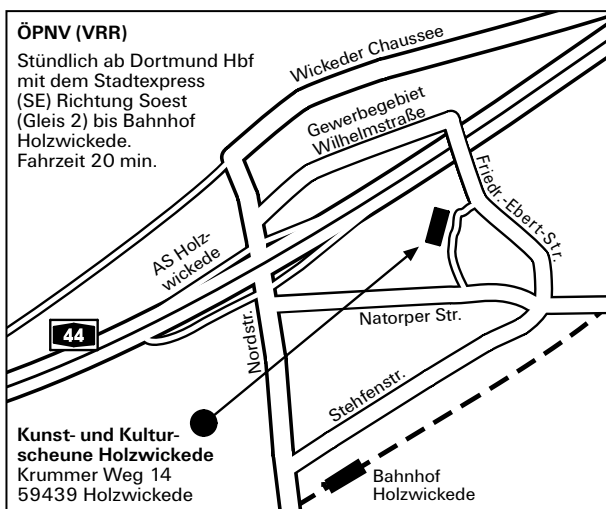 ÖPNV (VRR)
Stündlich ab Dortmund Hbf
mit dem Stadtexpress
(SE) Richtung Soest
(Gleis 2) bis Bahnhof
Holzwickede.
Fahrzeit 20 min.
Wickeder Chaussee
Gewerbegebiet
Wilhelmstraße
Friedr.-Ebert-Str.
AS Holz-
wickede
44
Nordstr.
Natorper Str.
Stehfenstr.
Kunst- und Kultur-
scheune Holzwickede
Krummer Weg 14
59439 Holzwickede
Bahnhof
Holzwickede